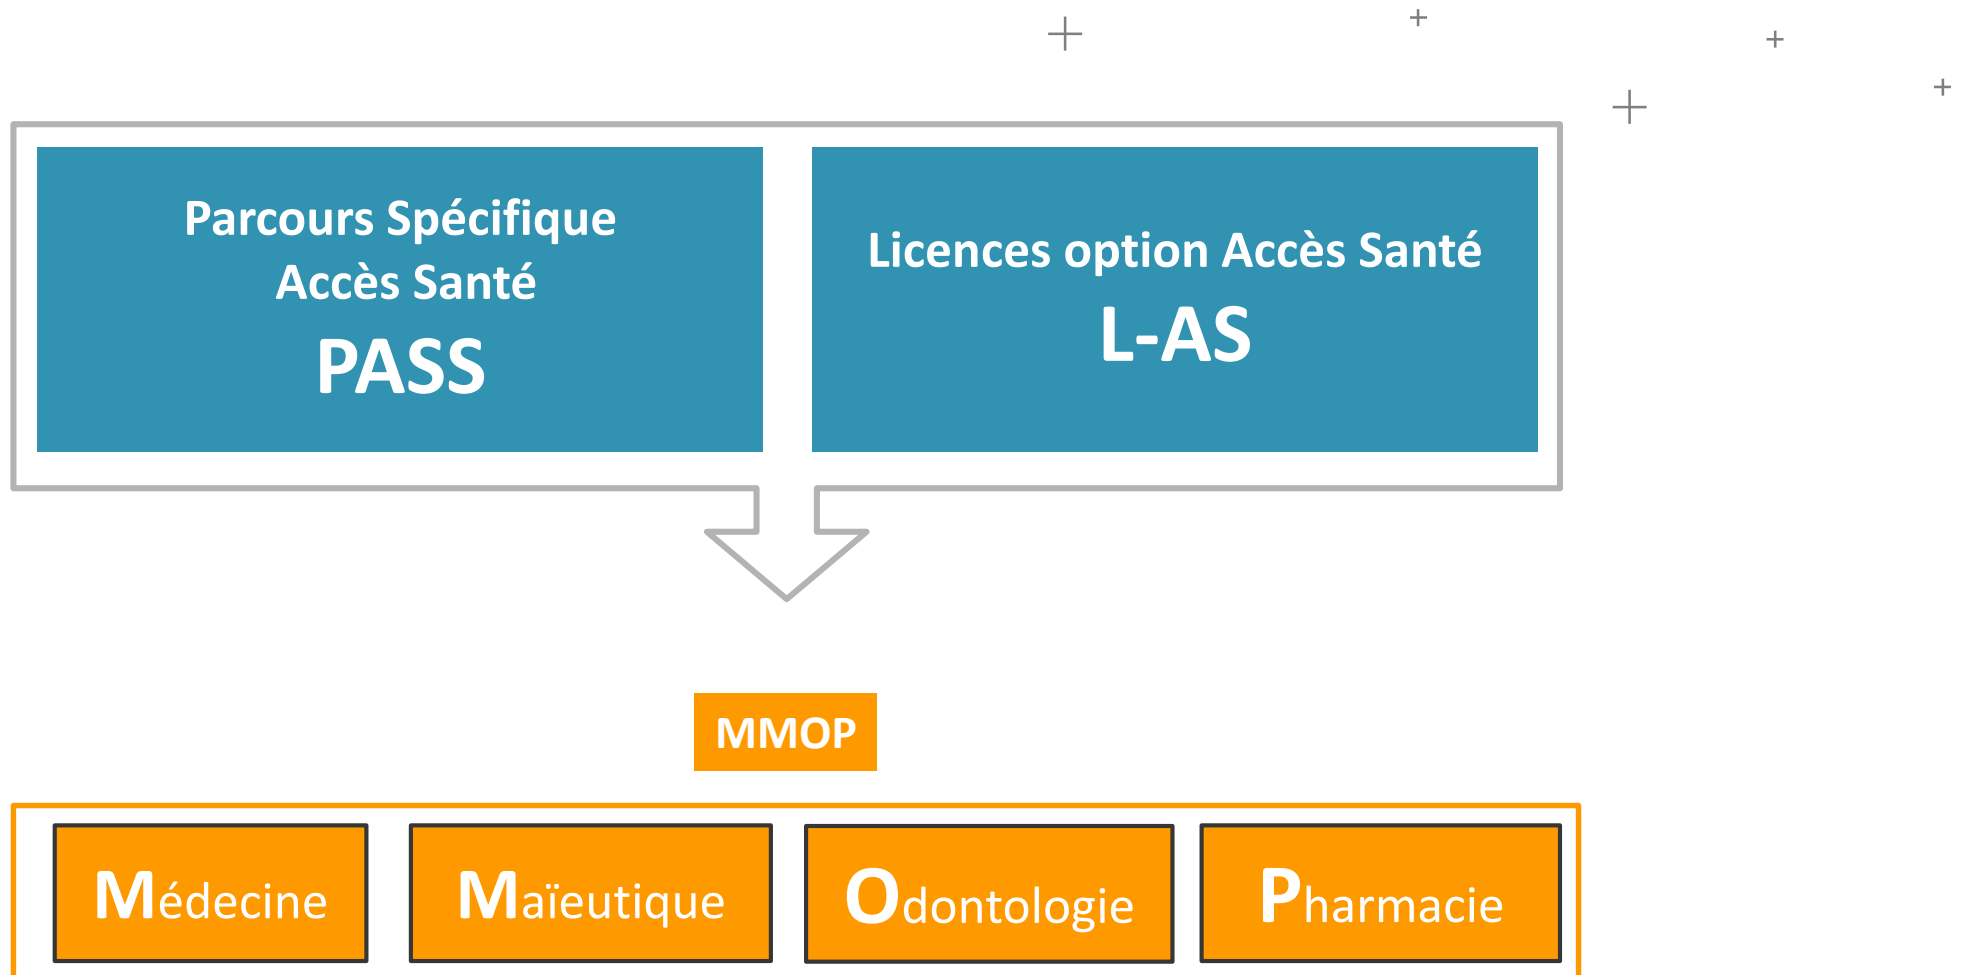 Parcours Spécifique
Accès Santé
PASS
Licences option Accès Santé
L-AS
MMOP
Médecine
Maïeutique
Odontologie
Pharmacie